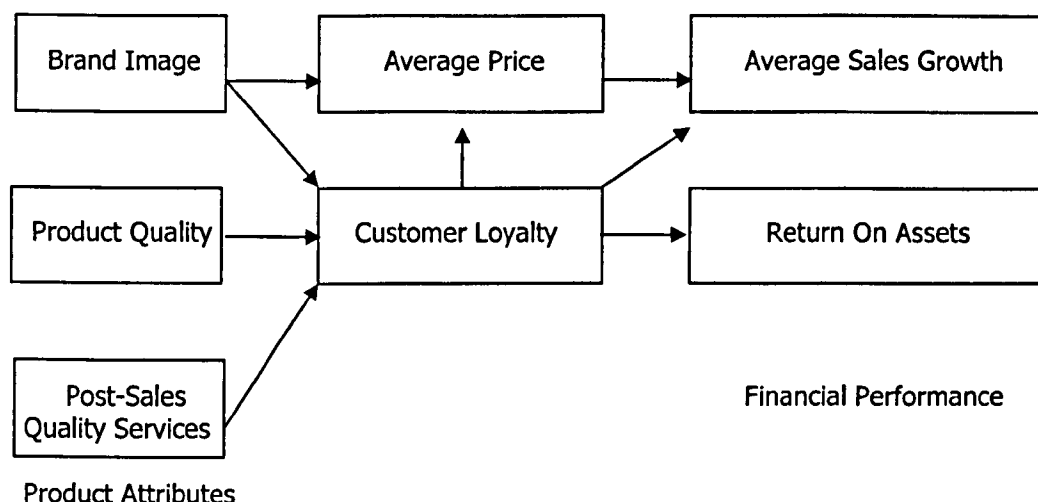 Brand Image
Average Price
Average Sales Growth
Product Quality
Customer Loyalty
Return On Assets
Post-Sales
Quality Services
Financial Performance
Product Attributes